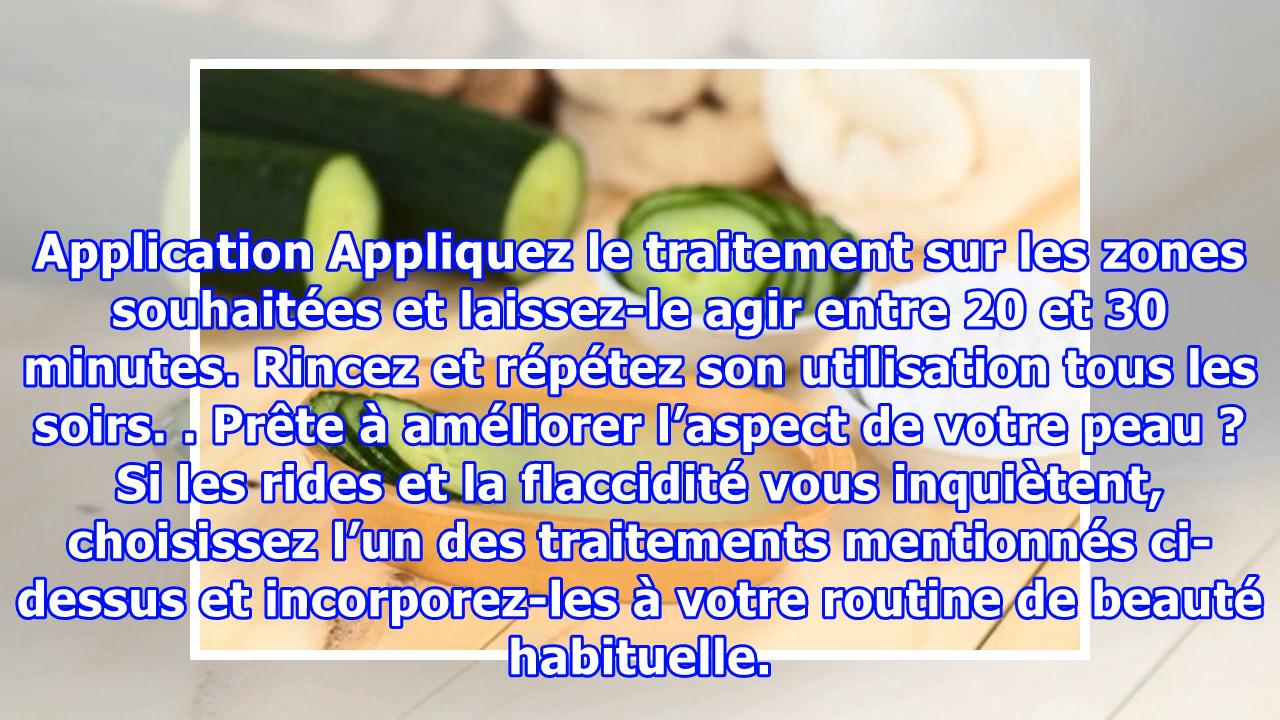 Application Appliquez le traitement sur les zones
souhaitées et laissez-le agir entre 20 et 30
minutes. Rincez et répétez son utilisation tous les
soirs. . Prête à améliorer l’aspect de votre peau ?
Si les rides et la flaccidité vous inquiètent,
choisissez l’un des traitements mentionnés ci-
dessus et incorporez-les à votre routine de beauté
habituelle.